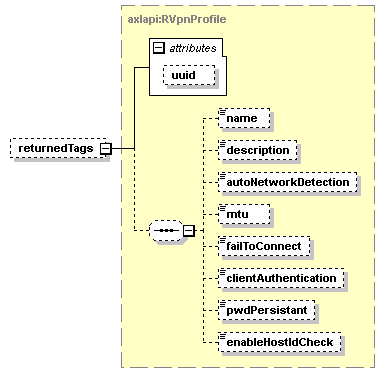 axlapi:RVpnProfile
attributes
uuid
returnedTags
name
description
autoNetworkDetection
mtu
failToConnect
clientAuthentication
pwdPersistant
enableHostIdCheck